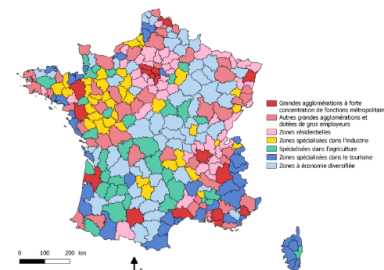 Grandes agglomérations à forte
concentration de fonctions métropolitain
Autres grandes agglomérations et
dotées de gros employeurs
Zones résidentielles
Zones spécialisées dans l'industrie
Spécialisées dans l'agriculture
Zones spécialisées dans le tourisme
Zones à économie diversifiée
0 100 200 km